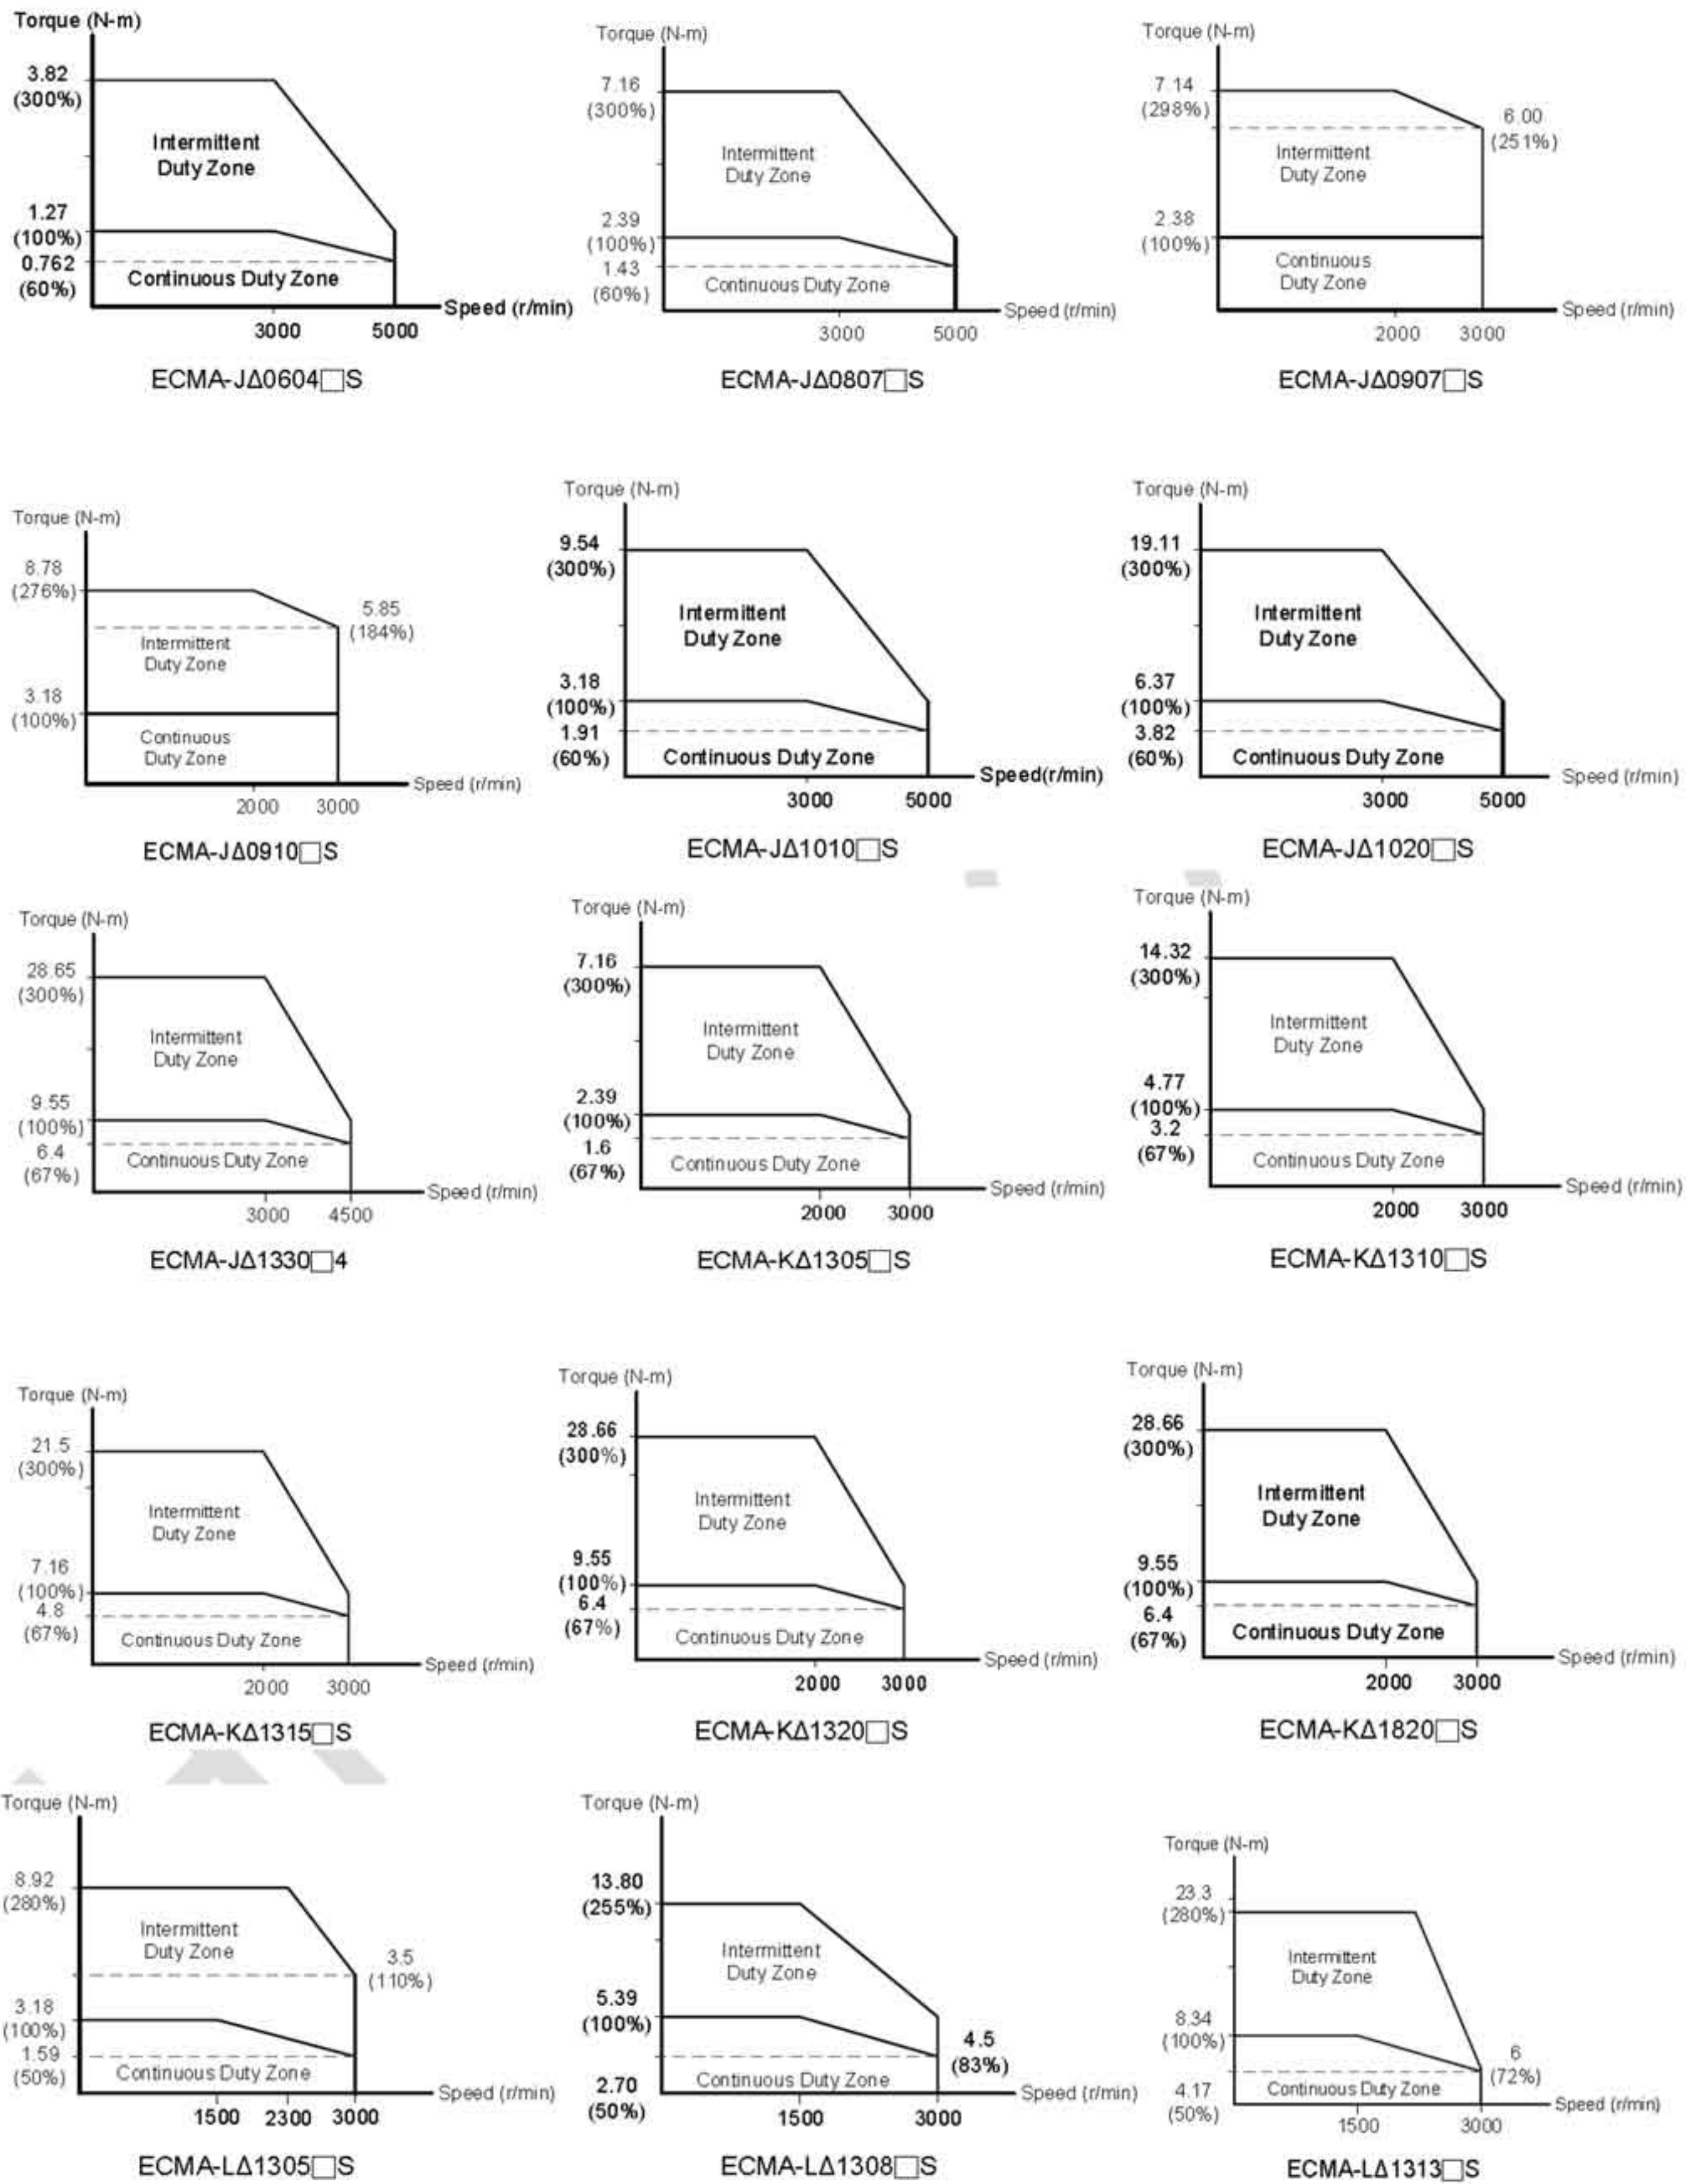 Torque (N-m)
3.82
(300%)
Intermittent
Duty Zone
1.27
(100%)
0.762
(60%)
Continuous Duty Zone
Speed (r/min)
3000
5000
ECMA-J∆0604□S
Torque (N-m)
7.16
(300%)
Intermittent
Duty Zone
2.39
(100%)
1.43
(60%)
Continuous Duty Zone
Speed (r/min)
3000
5000
ECMA-J∆0807□S
Torque (N-m)
7.14
(298%)
6.00
(251%)
Intermittent
Duty Zone
2.38
(100%)
Continuous
Duty Zone
Speed (r/min)
2000
3000
ECMA-J∆0907□S
Torque (N-m)
8.78
(276%)
5.85
(184%)
Intermittent
Duty Zone
3.18
(100%)
Continuous
Duty Zone
Speed (r/min)
2000
3000
ECMA-J∆0910□S
Torque (N-m)
9.54
(300%)
Intermittent
Duty Zone
3.18
(100%)
1.91
(60%)
Continuous Duty Zone
Speed(r/min)
3000
5000
ECMA-J∆1010□S
Torque (N-m)
19.11
(300%)
Intermittent
Duty Zone
6.37
(100%)
3.82
(60%)
Continuous Duty Zone
Speed (r/min)
3000
5000
ECMA-J∆1020□S
Torque (N-m)
28.65
(300%)
Intermittent
Duty Zone
9.55
(100%)
6.4
(67%)
Continuous Duty Zone
Speed (r/min)
3000
4500
ECMA-J∆1330□4
Torque (N-m)
7.16
(300%)
Intermittent
Duty Zone
2.39
(100%)
1.6
(67%)
Continuous Duty Zone
Speed (r/min)
2000
3000
ECMA-K∆1305□S
Torque (N-m)
14.32
(300%)
Intermittent
Duty Zone
4.77
(100%)
3.2
(67%)
Continuous Duty Zone
Speed (r/min)
2000
3000
ECMA-K∆1310□S
Torque (N-m)
21.5
(300%)
Intermittent
Duty Zone
7.16
(100%)
4.8
(67%)
Continuous Duty Zone
Speed (r/min)
2000
3000
ECMA-K∆1315□S
Torque (N-m)
28.66
(300%)
Intermittent
Duty Zone
9.55
(100%)
6.4
(67%)
Continuous Duty Zone
Speed (r/min)
2000
3000
ECMA-K∆1320□S
Torque (N-m)
28.66
(300%)
Intermittent
Duty Zone
9.55
(100%)
6.4
(67%)
Continuous Duty Zone
Speed (r/min)
2000
3000
ECMA-K∆1820□S
Torque (N-m)
8.92
(280%)
Intermittent
Duty Zone
3.5
(110%)
3.18
(100%)
1.59
(50%)
Continuous Duty Zone
Speed (r/min)
1500
2300
3000
ECMA-L∆1305□S
Torque (N-m)
13.80
(255%)
Intermittent
Duty Zone
5.39
(100%)
4.5
(83%)
Continuous Duty Zone
2.70
(50%)
Speed (r/min)
1500
3000
ECMA-L∆1308□S
Torque (N-m)
23.3
(280%)
Intermittent
Duty Zone
8.34
(100%)
6
(72%)
Continuous Duty Zone
4.17
(50%)
Speed (r/min)
1500
3000
ECMA-L∆1313□S